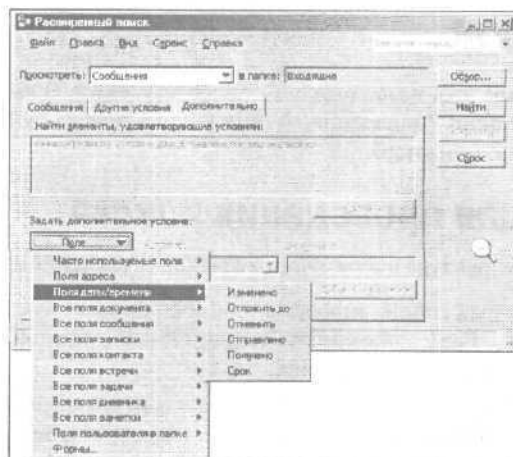 Расширенный поиск
Файл Правка Вид Сервис Справка
Просмотреть: Сообщения в папке: Входящие Обзор...
Сообщения Другие условия Дополнительно Найти
Найти элементы, удовлетворяющие условиям:
Сброс
Задать дополнительное условие:
Поле
Часто используемые поля
Поля адреса
Поля даты/времени Изменено
Все поля документа Отложить до
Все поля сообщения Отменить
Все поля записки Отправлено
Все поля контакта Получено
Все поля встречи Срок
Все поля задачи
Все поля дневника
Все поля заметки
Поля пользователя в папке
Формы...